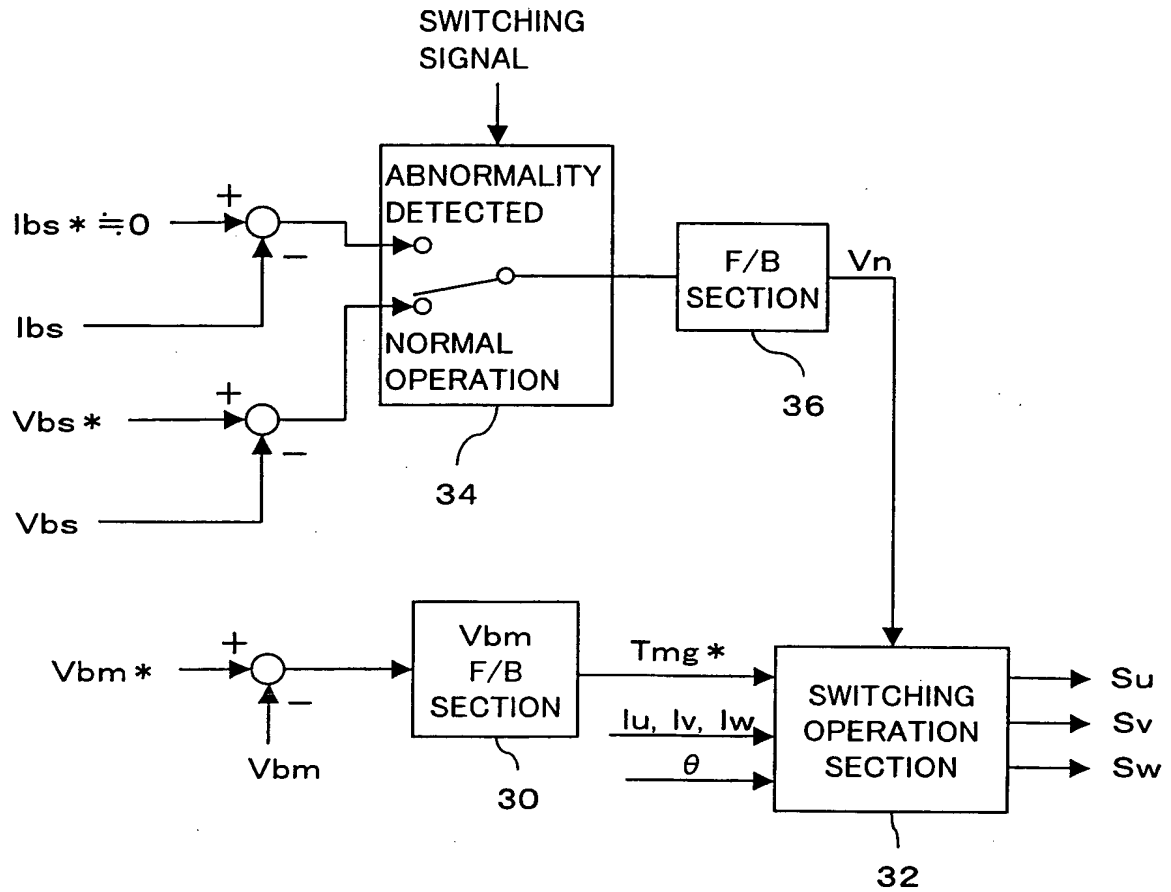 SWITCHING
SIGNAL
ABNORMALITY
DETECTED
+
Ibs * ≒0
−
Ibs
NORMAL
OPERATION
F/B
SECTION
Vn
36
+
Vbs *
−
Vbs
34
+
Vbm *
−
Vbm
Vbm
F/B
SECTION
30
Tmg *
Iu, Iv, Iw
θ
SWITCHING
OPERATION
SECTION
32
Su
Sv
Sw